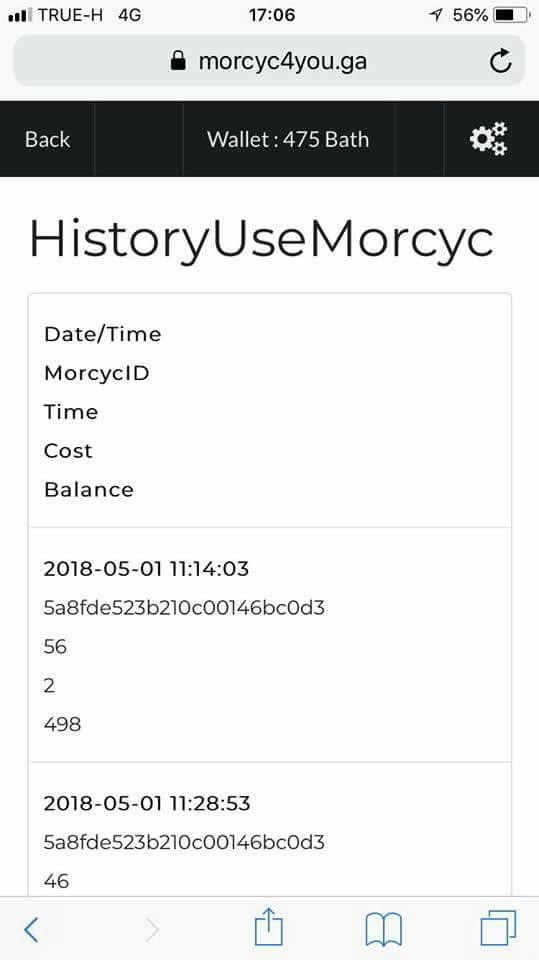 TRUE-H 4G 17:06 56%
morcyc4you.ga
Back Wallet : 475 Bath
HistoryUseMorcyc
Date/Time
MorcycID
Time
Cost
Balance
2018-05-01 11:14:03
5a8fde523b210c00146bc0d3
56
2
498
2018-05-01 11:28:53
5a8fde523b210c00146bc0d3
46